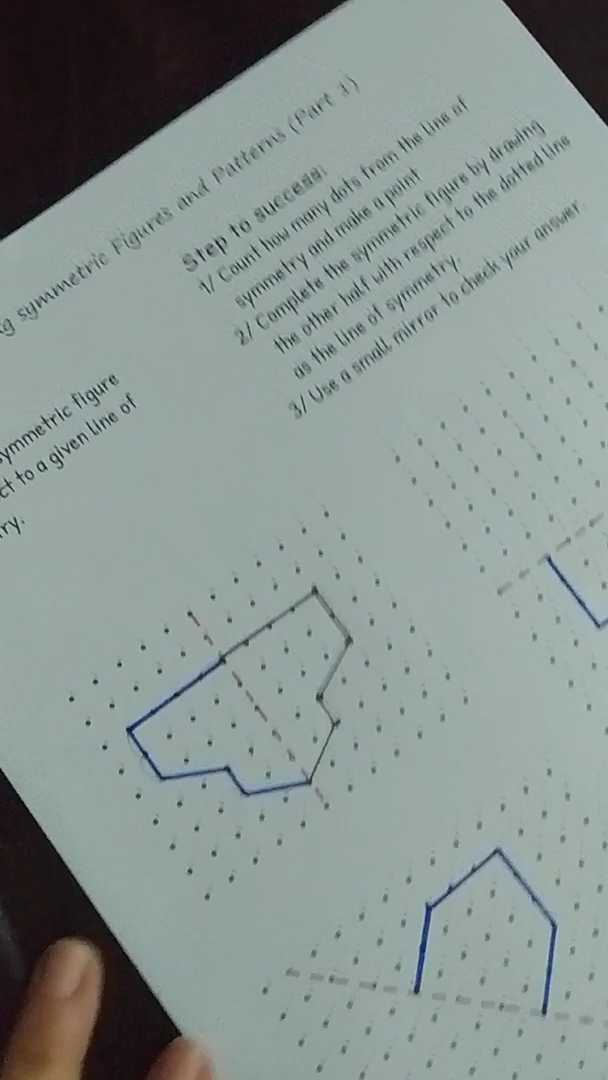 g symmetric Figures and Patterns (Part 1)
Step to success:
1/ Count how many dots from the line of
symmetry and make a point
2/ Complete the symmetric figure by drawing
the other half with respect to the dotted line
as the line of symmetry.
3/ Use a small mirror to check your answer.
ymmetric figure
ct to a given line of
ry.